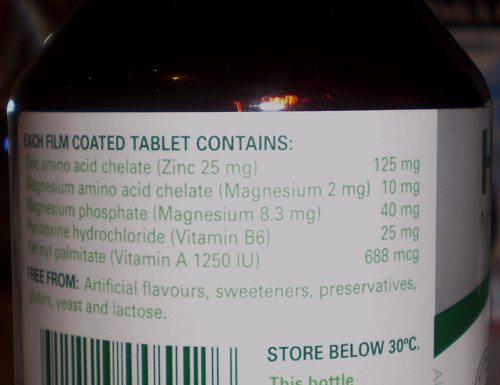 EACH FILM COATED TABLET CONTAINS:
Zinc amino acid chelate (Zinc 25 mg) 125 mg
Magnesium amino acid chelate (Magnesium 2 mg) 10 mg
Magnesium phosphate (Magnesium 8.3 mg) 40 mg
Pyridoxine hydrochloride (Vitamin B6) 25 mg
Retinyl palmitate (Vitamin A 1250 IU) 688 mcg
FREE FROM: Artificial flavours, sweeteners, preservatives,
gluten, yeast and lactose.
STORE BELOW 30ºC.
This bottle